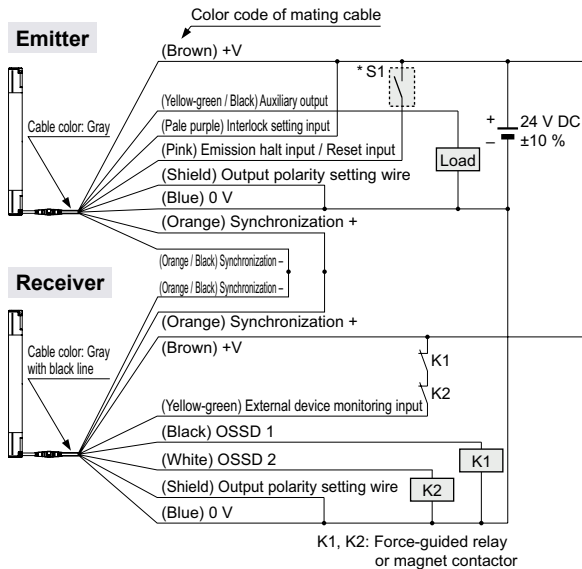 Color code of mating cable
Emitter
(Brown) +V
* S1
(Yellow-green / Black) Auxiliary output
Cable color: Gray
(Pale purple) Interlock setting input
(Pink) Emission halt input / Reset input
+
–
24 V DC
±10 %
Load
(Shield) Output polarity setting wire
(Blue) 0 V
(Orange) Synchronization +
(Orange / Black) Synchronization –
Receiver
(Orange / Black) Synchronization –
(Orange) Synchronization +
(Brown) +V
Cable color: Gray
with black line
K1
K2
(Yellow-green) External device monitoring input
(Black) OSSD 1
(White) OSSD 2
K1
(Shield) Output polarity setting wire
K2
(Blue) 0 V
K1, K2: Force-guided relay
or magnet contactor